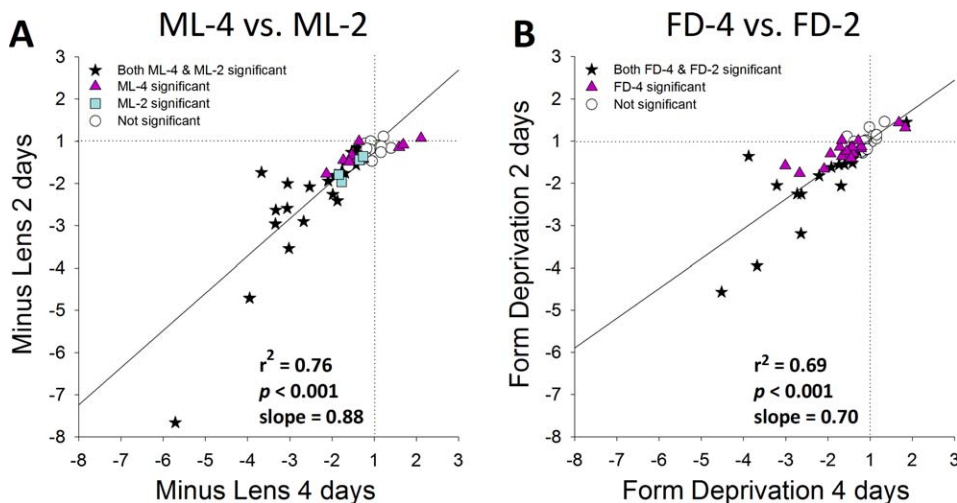 A
ML-4 vs. ML-2
Both ML-4 & ML-2 significant
ML-4 significant
ML-2 significant
Not significant
Minus Lens 2 days
3
2
1
-2
-3
-4
-5
-6
-7
-8
r² = 0.76
p < 0.001
slope = 0.88
-8 -7 -6 -5 -4 -3 -2 1 2 3
Minus Lens 4 days
B
FD-4 vs. FD-2
Both FD-4 & FD-2 significant
FD-4 significant
Not significant
Form Deprivation 2 days
3
2
1
-2
-3
-4
-5
-6
-7
-8
r² = 0.69
p < 0.001
slope = 0.70
-8 -7 -6 -5 -4 -3 -2 1 2 3
Form Deprivation 4 days